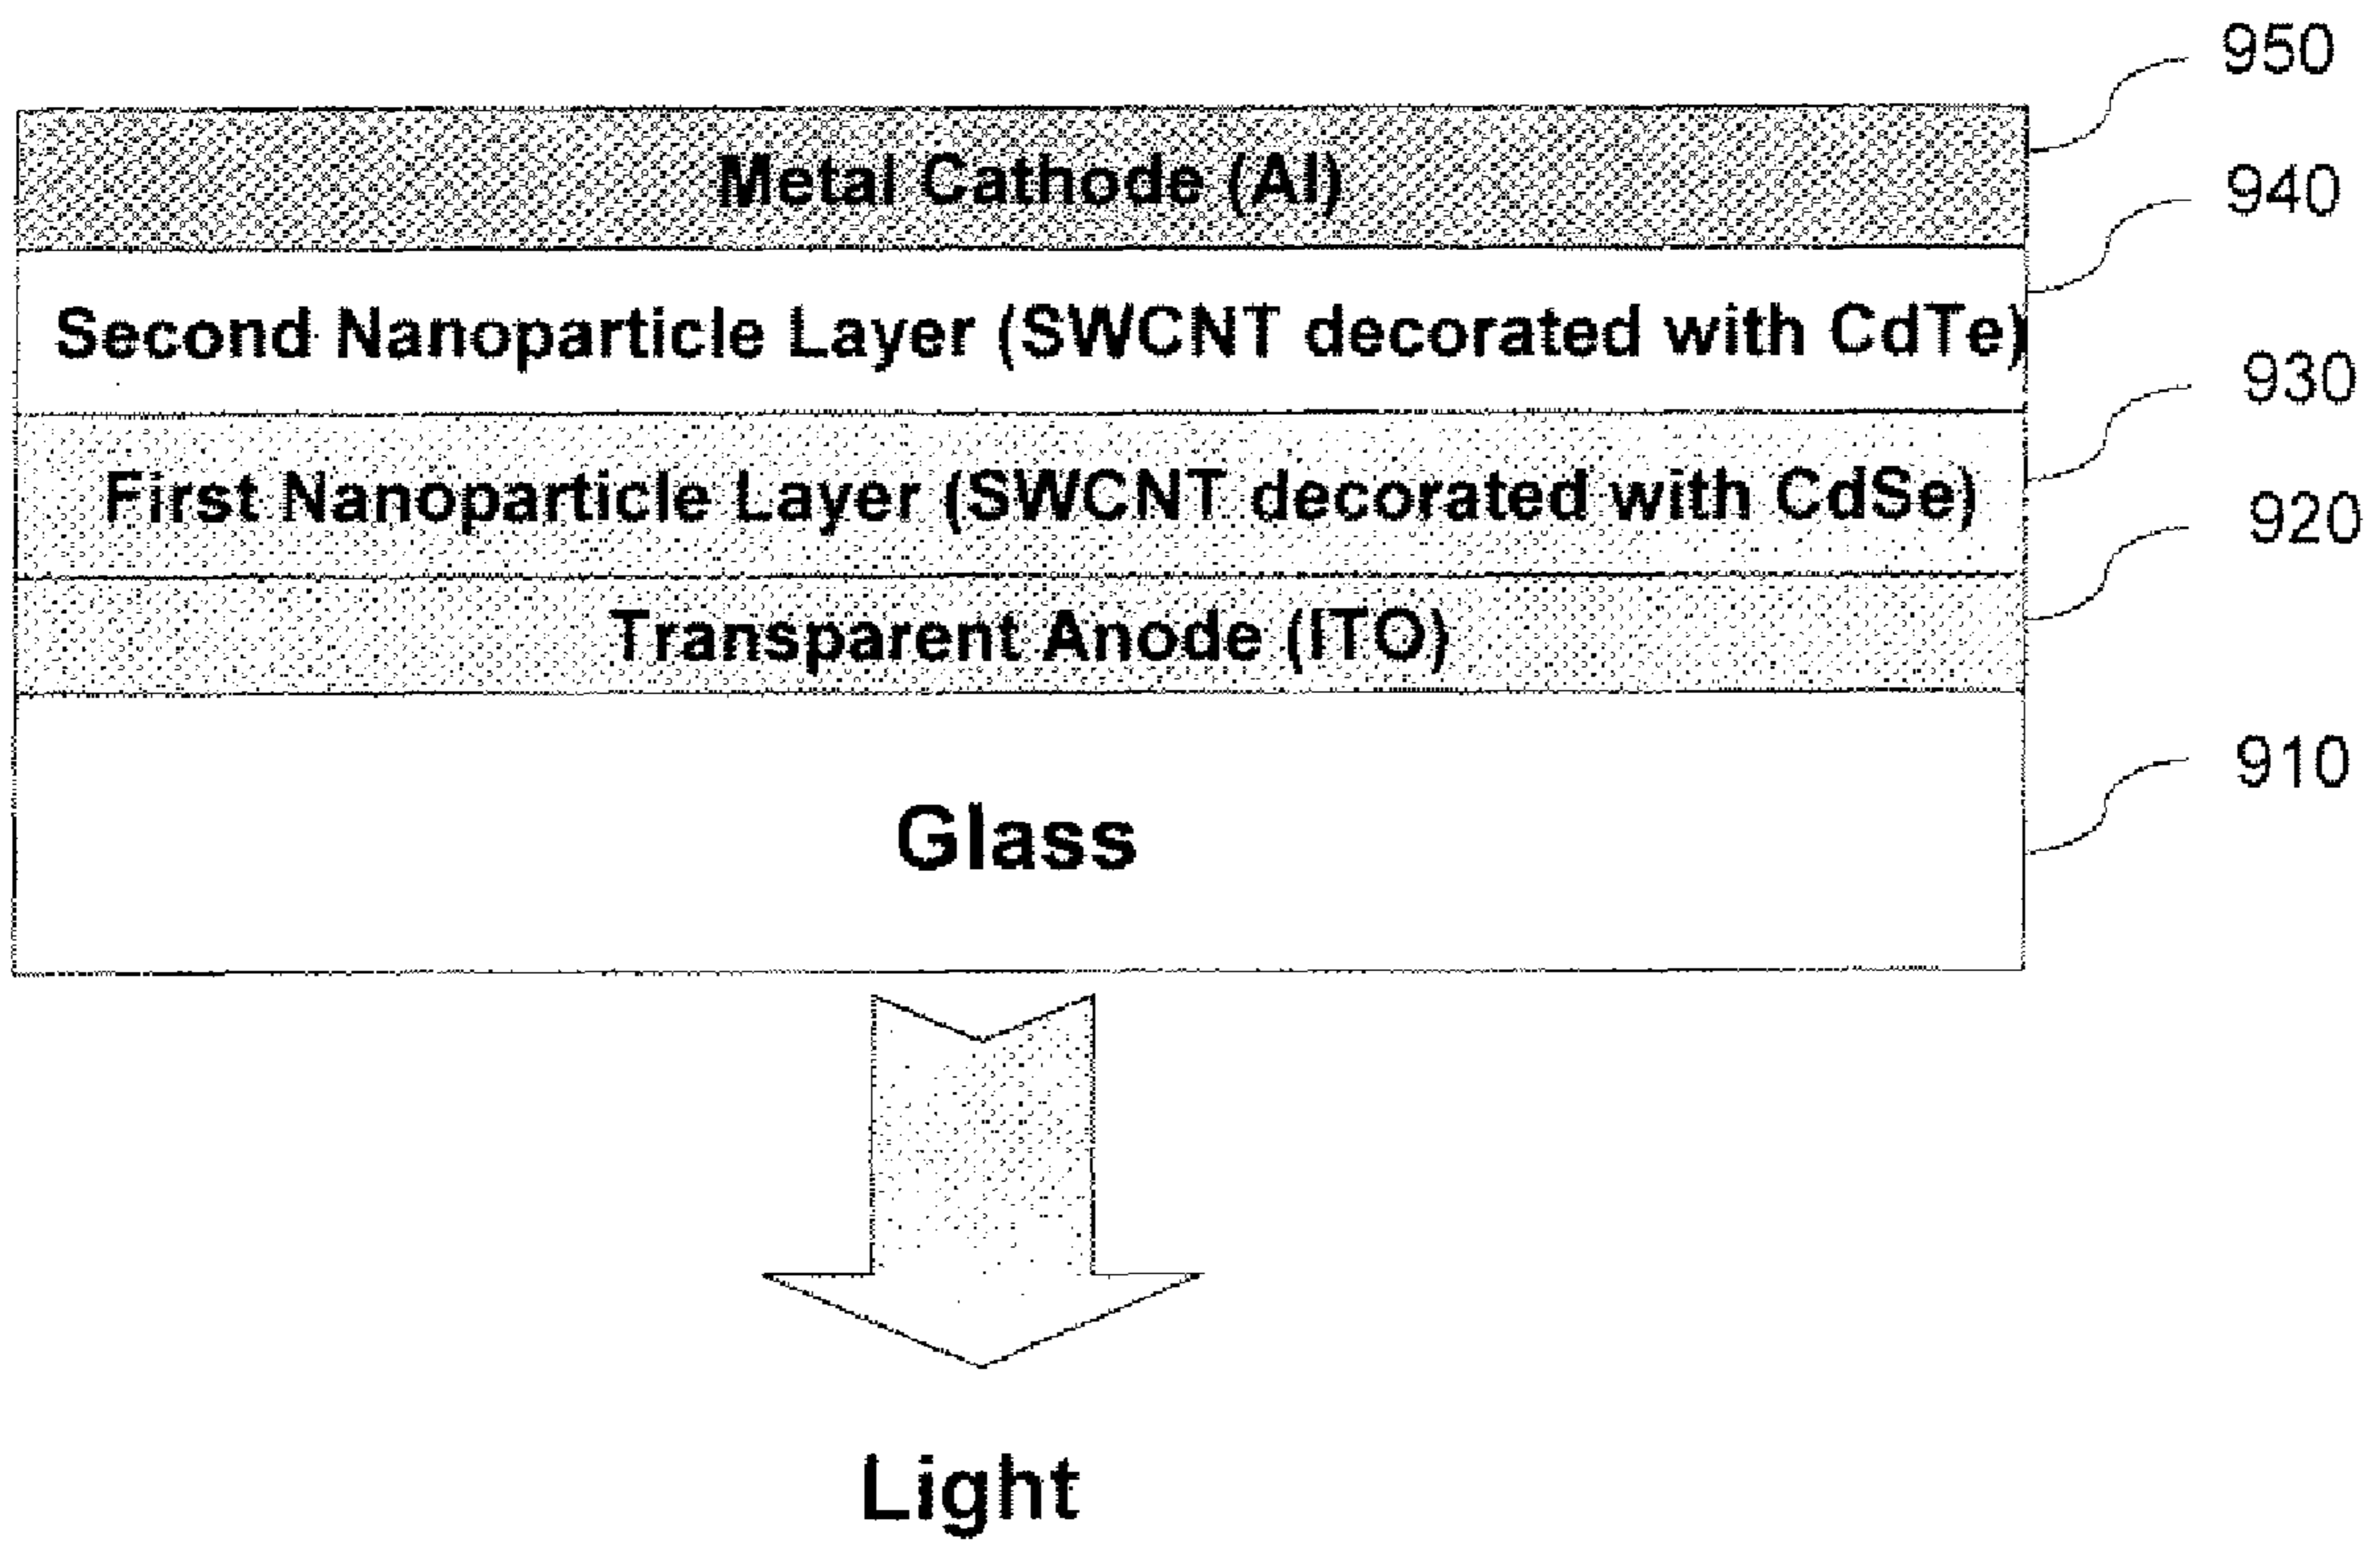 950
Metal Cathode (Al)
940
Second Nanoparticle Layer (SWCNT decorated with CdTe)
930
First Nanoparticle Layer (SWCNT decorated with CdSe)
920
Transparent Anode (ITO)
910
Glass
Light